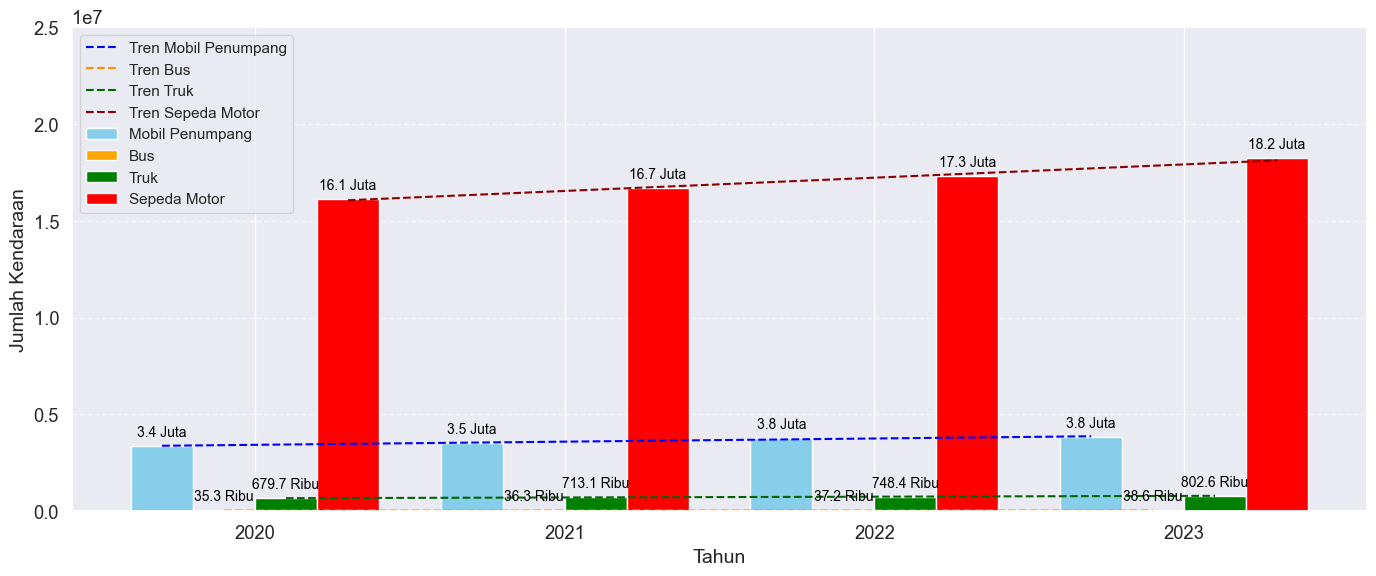 1e7
2.5
2.0
1.5
1.0
0.5
0.0
Jumlah Kendaraan
Tren Mobil Penumpang
Tren Bus
Tren Truk
Tren Sepeda Motor
Mobil Penumpang
Bus
Truk
Sepeda Motor
3.4 Juta
35.3 Ribu
679.7 Ribu
16.1 Juta
3.5 Juta
36.3 Ribu
713.1 Ribu
16.7 Juta
3.8 Juta
37.2 Ribu
748.4 Ribu
17.3 Juta
3.8 Juta
38.6 Ribu
802.6 Ribu
18.2 Juta
2020
2021
2022
2023
Tahun